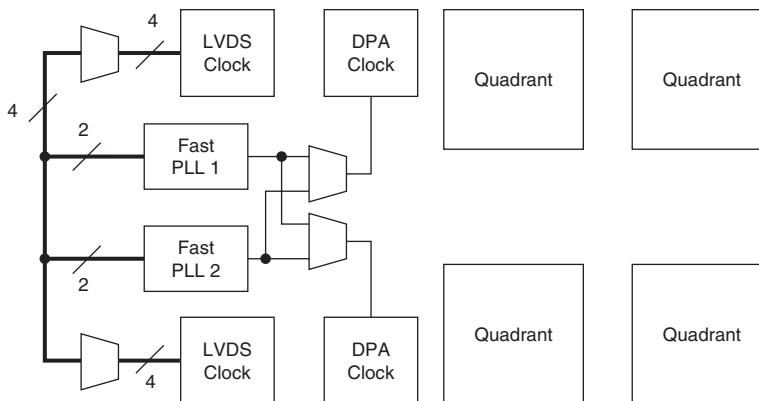 4
4
LVDS
Clock
DPA
Clock
Quadrant
Quadrant
2
Fast
PLL 1
2
Fast
PLL 2
4
LVDS
Clock
DPA
Clock
Quadrant
Quadrant